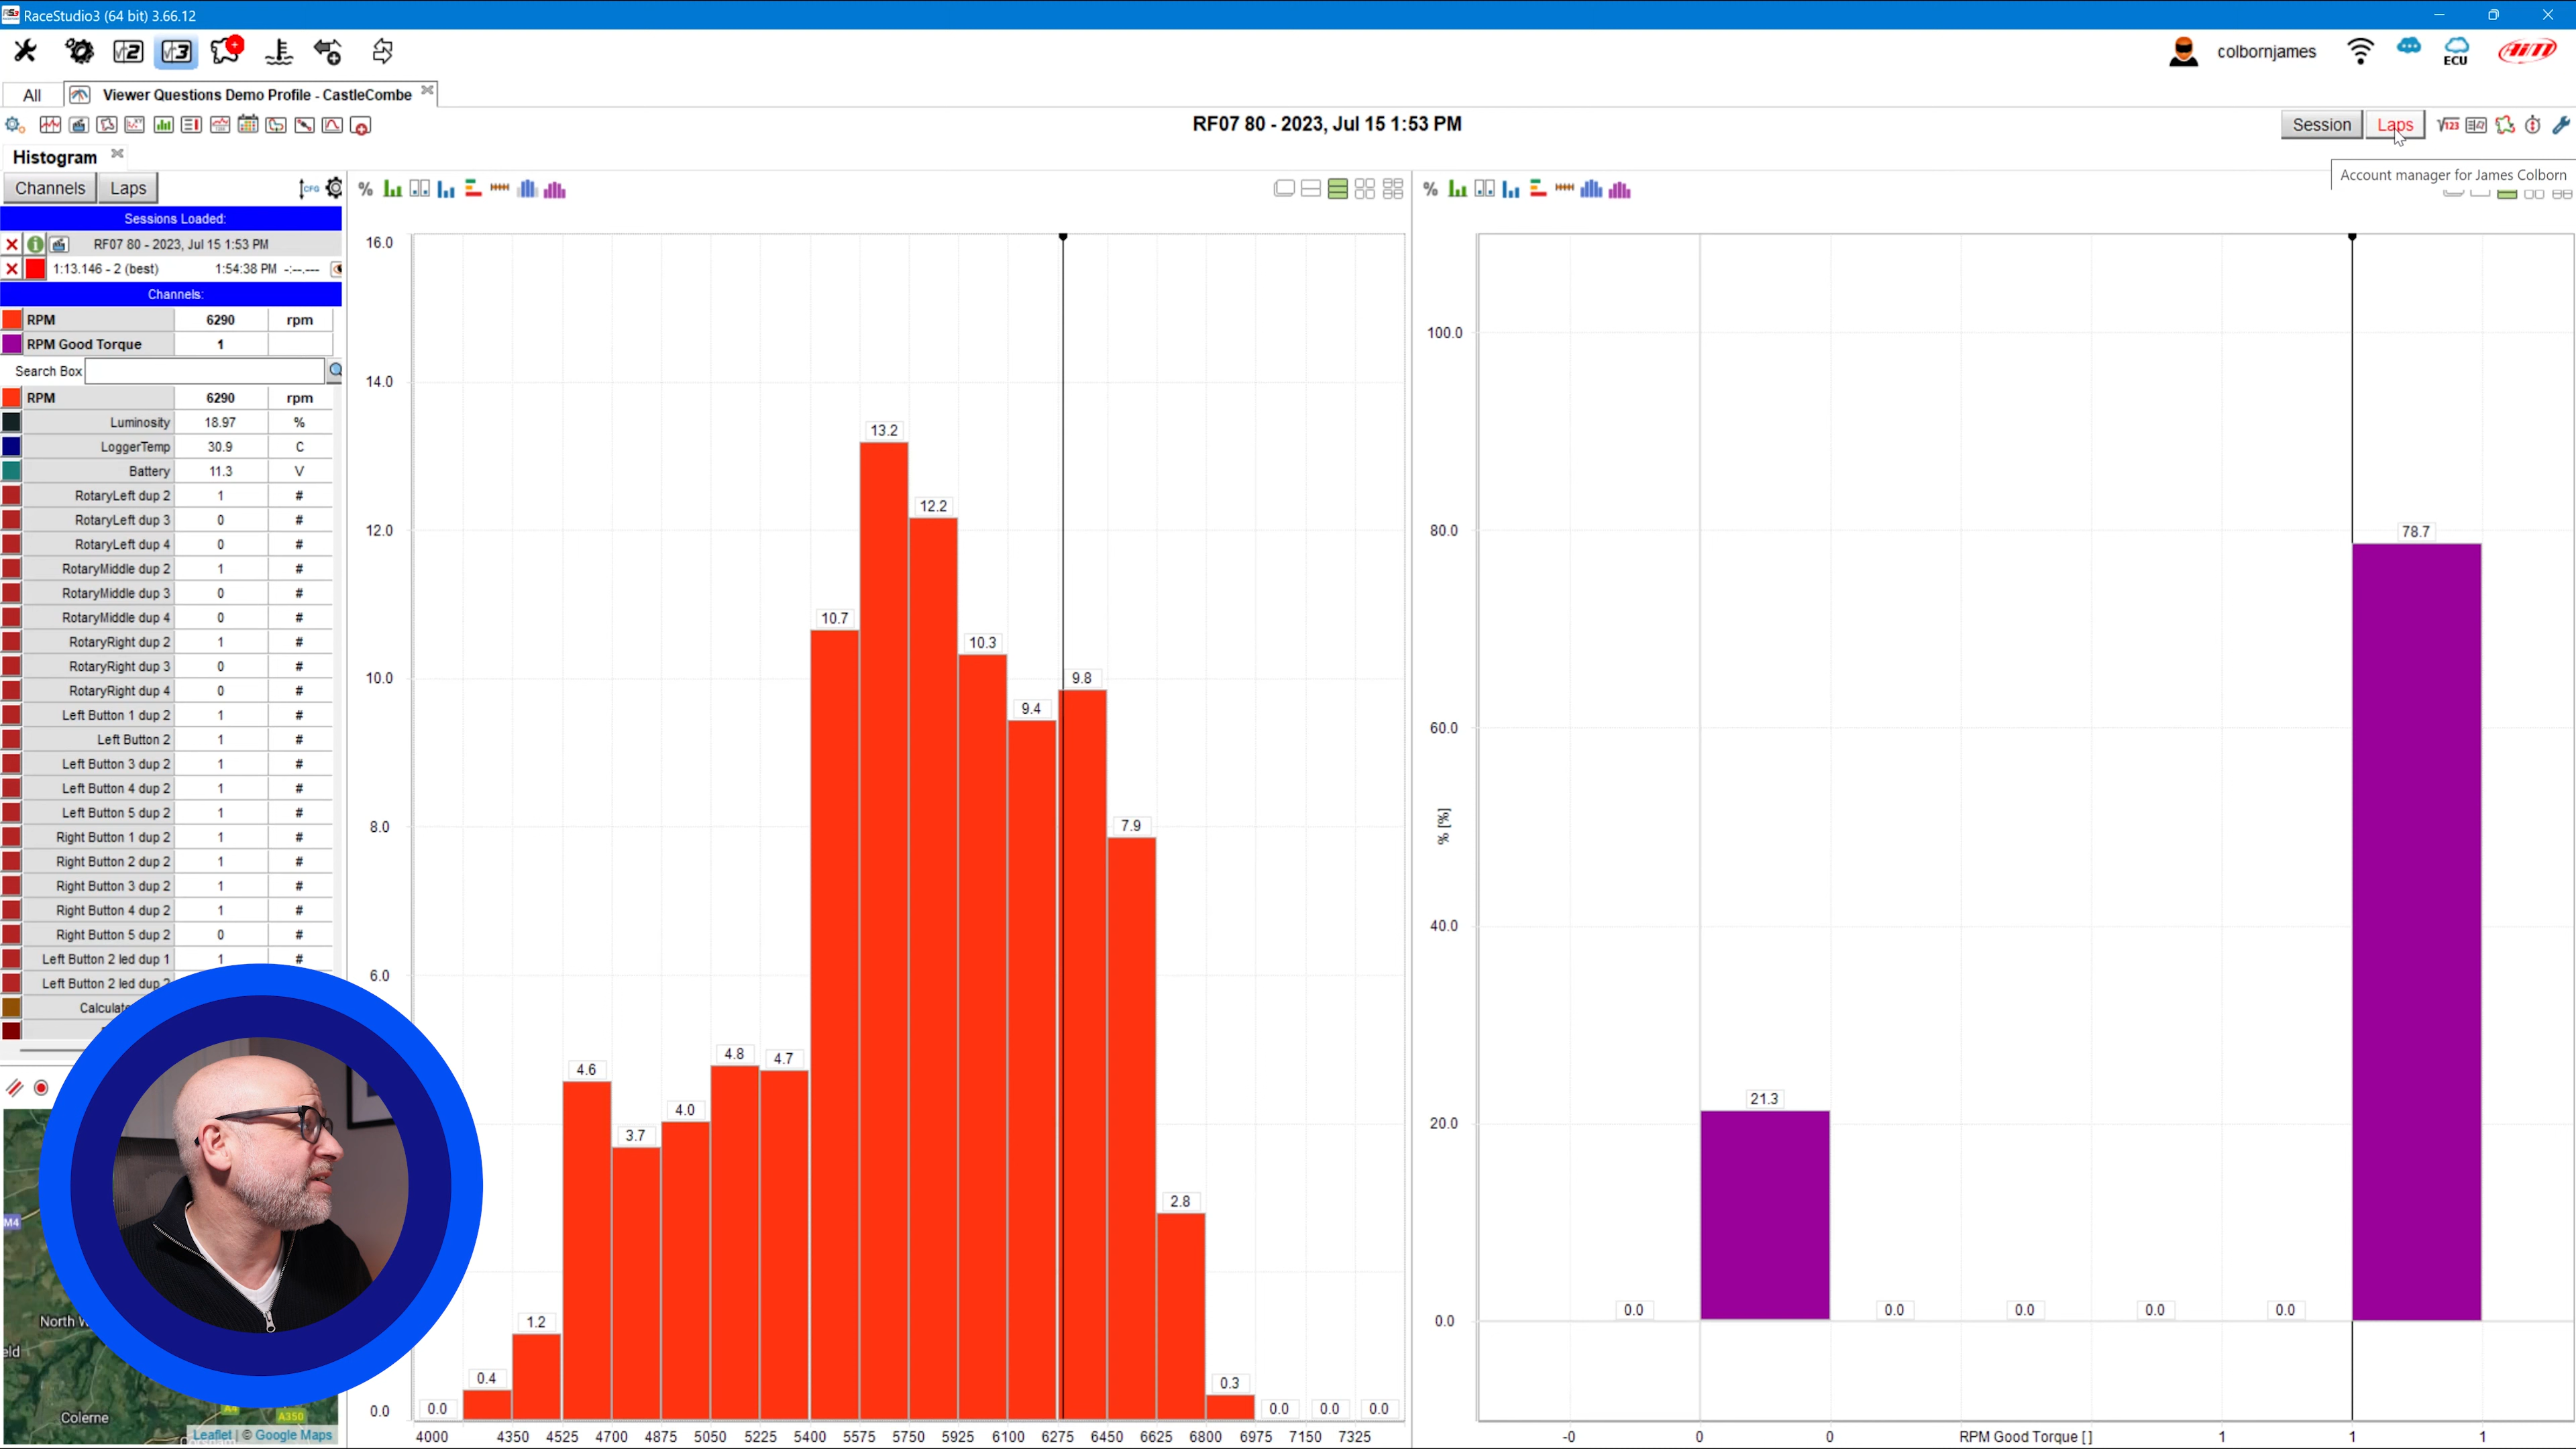 RaceStudio3 (64 bit) 3.66.12
colbornjames
ECU
AiM
All
Viewer Questions Demo Profile - CastleCombe
RF07 80 - 2023, Jul 15 1:53 PM
Session
Laps
Account manager for James Colborn
Histogram
Channels
Laps
CFG
Sessions Loaded:
RF07 80 - 2023, Jul 15 1:53 PM
1:13.146 - 2 (best) 1:54:38 PM -:--.---
Channels:
RPM 6290 rpm
RPM Good Torque 1
Search Box
RPM 6290 rpm
Luminosity 18.97 %
LoggerTemp 30.9 C
Battery 11.3 V
RotaryLeft dup 2 1 #
RotaryLeft dup 3 0 #
RotaryLeft dup 4 0 #
RotaryMiddle dup 2 1 #
RotaryMiddle dup 3 0 #
RotaryMiddle dup 4 0 #
RotaryRight dup 2 1 #
RotaryRight dup 3 0 #
RotaryRight dup 4 0 #
Left Button 1 dup 2 1 #
Left Button 2 1 #
Left Button 3 dup 2 1 #
Left Button 4 dup 2 1 #
Left Button 5 dup 2 1 #
Right Button 1 dup 2 1 #
Right Button 2 dup 2 1 #
Right Button 3 dup 2 1 #
Right Button 4 dup 2 1 #
Right Button 5 dup 2 0 #
Left Button 2 led dup 1 1 #
Left Button 2 led dup
M4
Colerne
A4
A350
Leaflet | © Google Maps
%
16.0
14.0
12.0
10.0
8.0
6.0
0.0
0.0 0.4 1.2 4.6 3.7 4.0 4.8 4.7 10.7 13.2 12.2 10.3 9.4 9.8 7.9 2.8 0.3 0.0 0.0 0.0
4000 4350 4525 4700 4875 5050 5225 5400 5575 5750 5925 6100 6275 6450 6625 6800 6975 7150 7325
%
100.0
80.0
60.0
40.0
20.0
0.0
% [%]
0.0 21.3 0.0 0.0 0.0 0.0 78.7
-0 0 0 RPM Good Torque [] 1 1 1